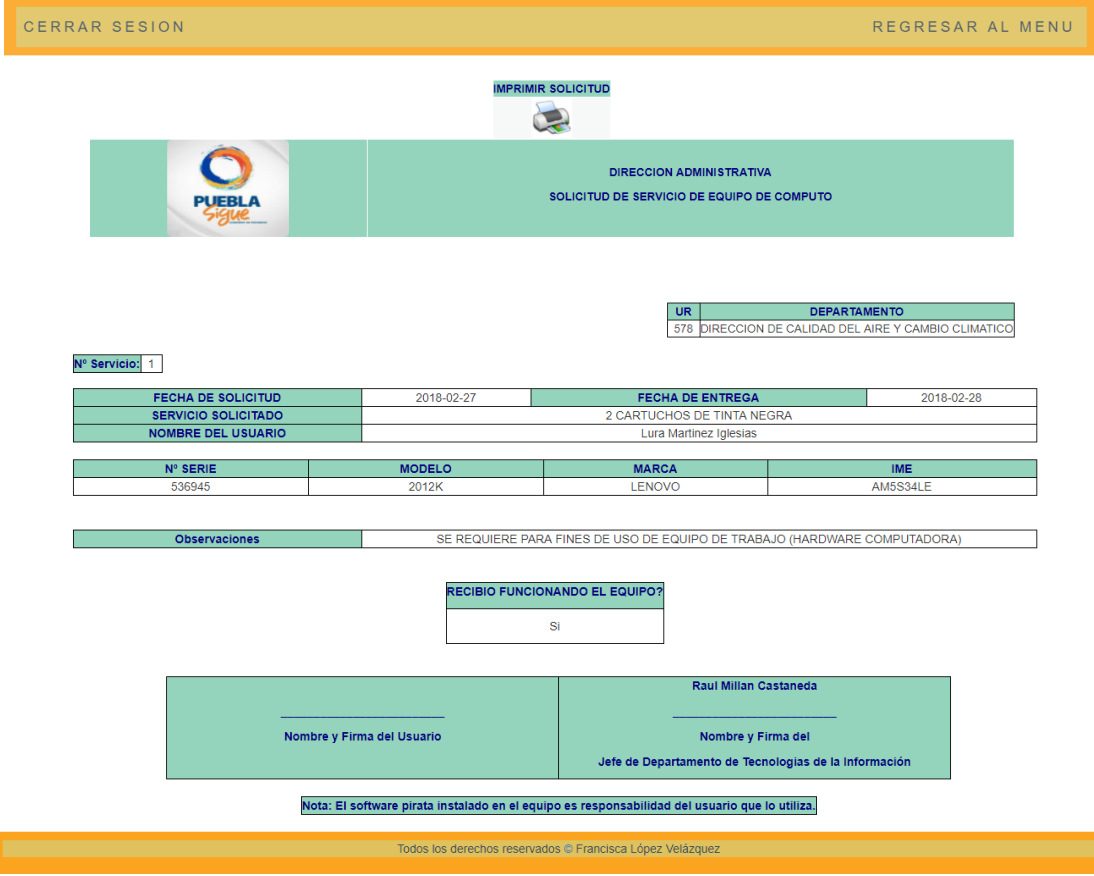 CERRAR SESION REGRESAR AL MENU
IMPRIMIR SOLICITUD
PUEBLA
Sigue
DIRECCION ADMINISTRATIVA
SOLICITUD DE SERVICIO DE EQUIPO DE COMPUTO
UR DEPARTAMENTO
578 DIRECCION DE CALIDAD DEL AIRE Y CAMBIO CLIMATICO
Nº Servicio: 1
FECHA DE SOLICITUD 2018-02-27 FECHA DE ENTREGA 2018-02-28
SERVICIO SOLICITADO 2 CARTUCHOS DE TINTA NEGRA
NOMBRE DEL USUARIO Lura Martinez Iglesias
Nº SERIE MODELO MARCA IME
536945 2012K LENOVO AM5S34LE
Observaciones SE REQUIERE PARA FINES DE USO DE EQUIPO DE TRABAJO (HARDWARE COMPUTADORA)
RECIBIO FUNCIONANDO EL EQUIPO?
Si
Raul Millan Castaneda
Nombre y Firma del Usuario Nombre y Firma del
Jefe de Departamento de Tecnologias de la Información
Nota: El software pirata instalado en el equipo es responsabilidad del usuario que lo utiliza.
Todos los derechos reservados © Francisca López Velázquez